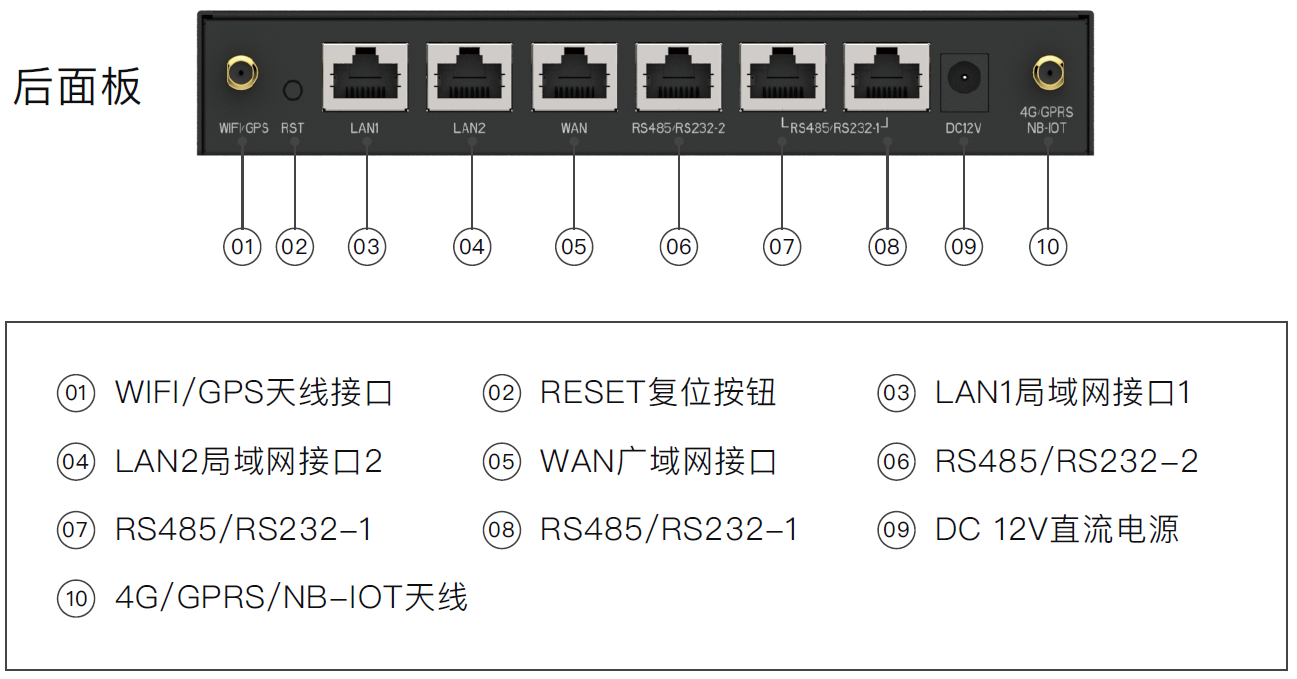 后面板
WIFI/GPS RST LAN1 LAN2 WAN RS485/RS232-2 RS485/RS232-1 DC12V 4G/GPRS
NB-IOT
01 02 03 04 05 06 07 08 09 10
01 WIFI/GPS天线接口 02 RESET复位按钮 03 LAN1局域网接口1
04 LAN2局域网接口2 05 WAN广域网接口 06 RS485/RS232-2
07 RS485/RS232-1 08 RS485/RS232-1 09 DC 12V直流电源
10 4G/GPRS/NB-IOT天线